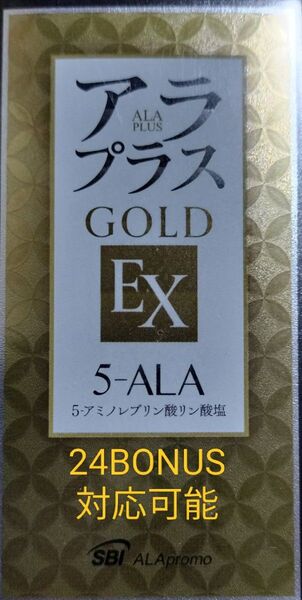 アラ
ALA
PLUS
プラス
GOLD
EX
5-ALA
5-アミノレブリン酸リン酸塩
24BONUS
対応可能
SBI ALApromo